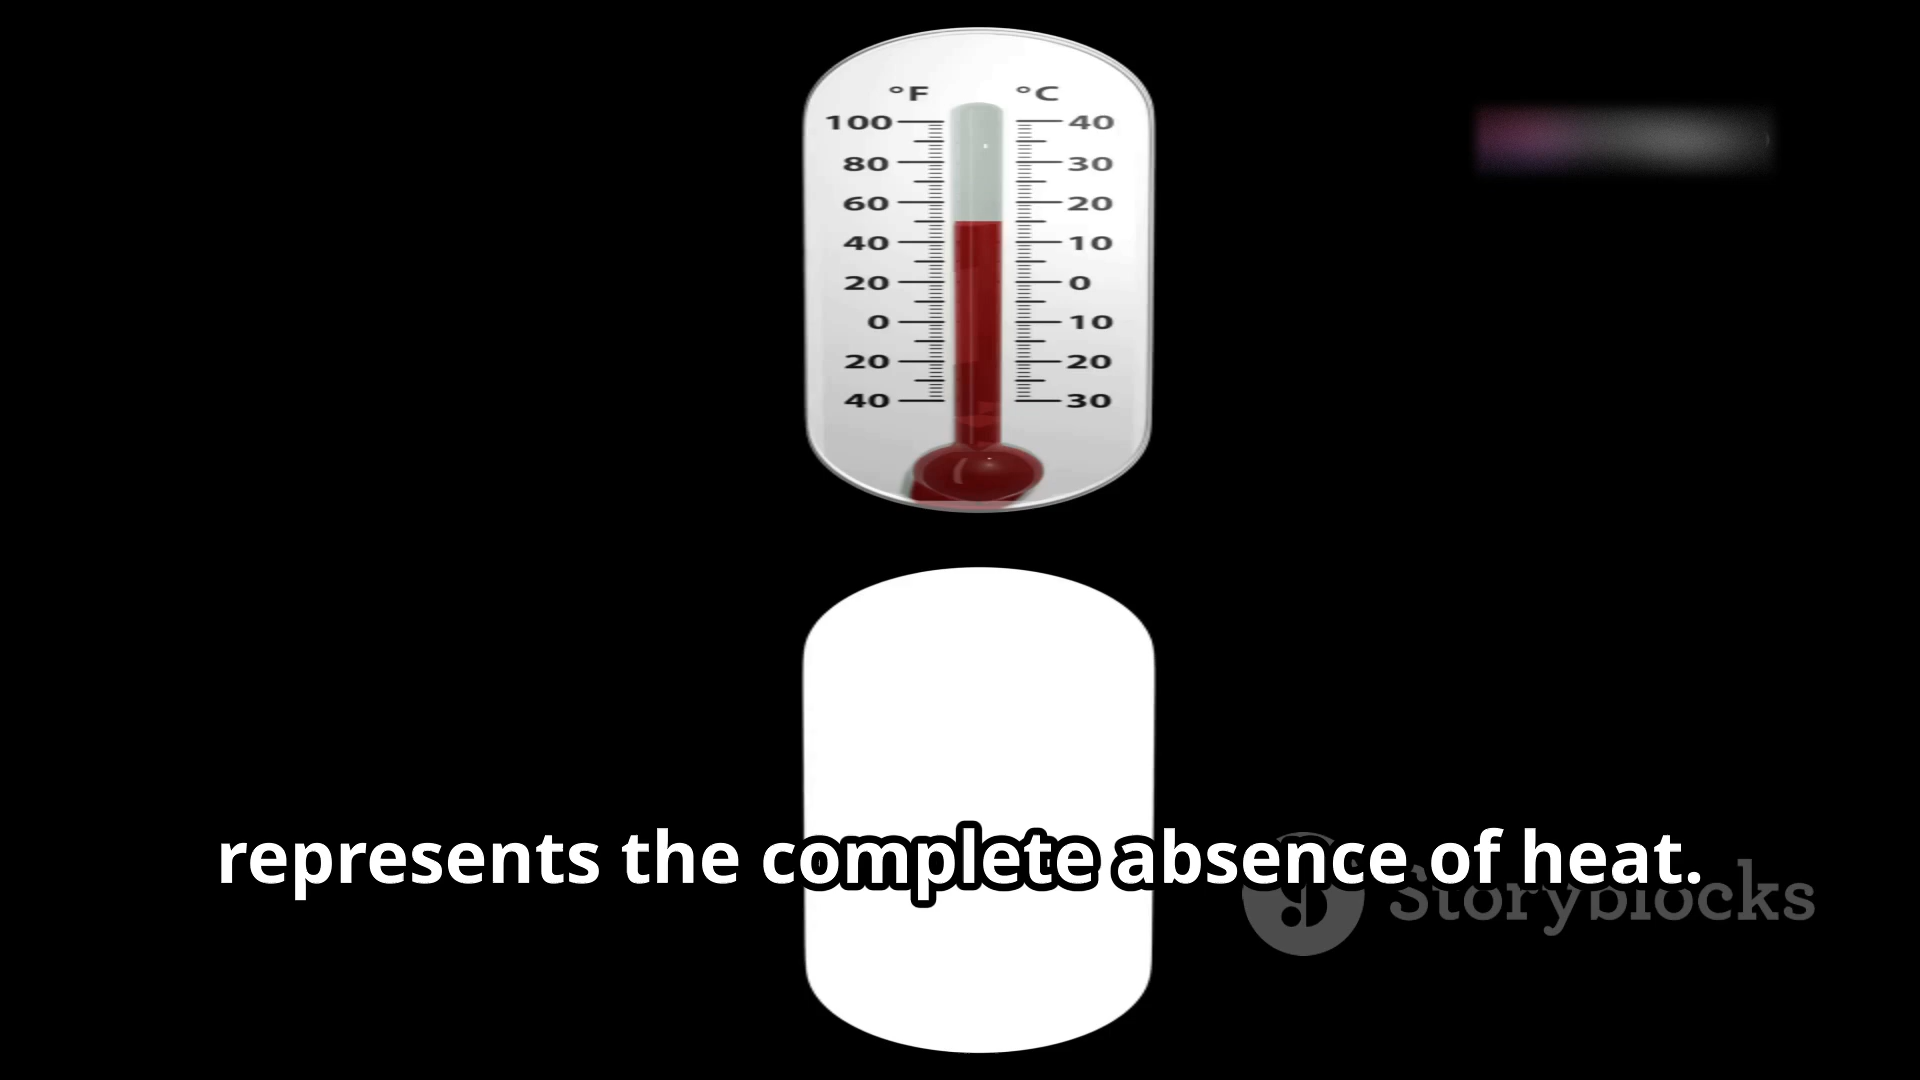 °F °C
100 40
80 30
60 20
40 10
20 0
0 10
20 20
40 30
represents the complete absence of heat.
Storyblocks